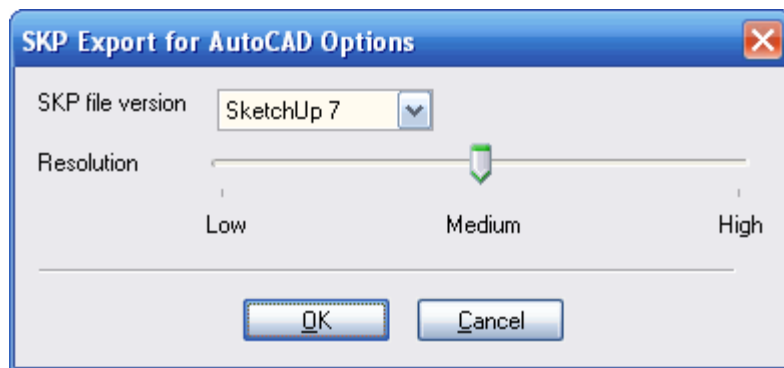 SKP Export for AutoCAD Options
SKP file version SketchUp 7
Resolution
Low Medium High
OK Cancel